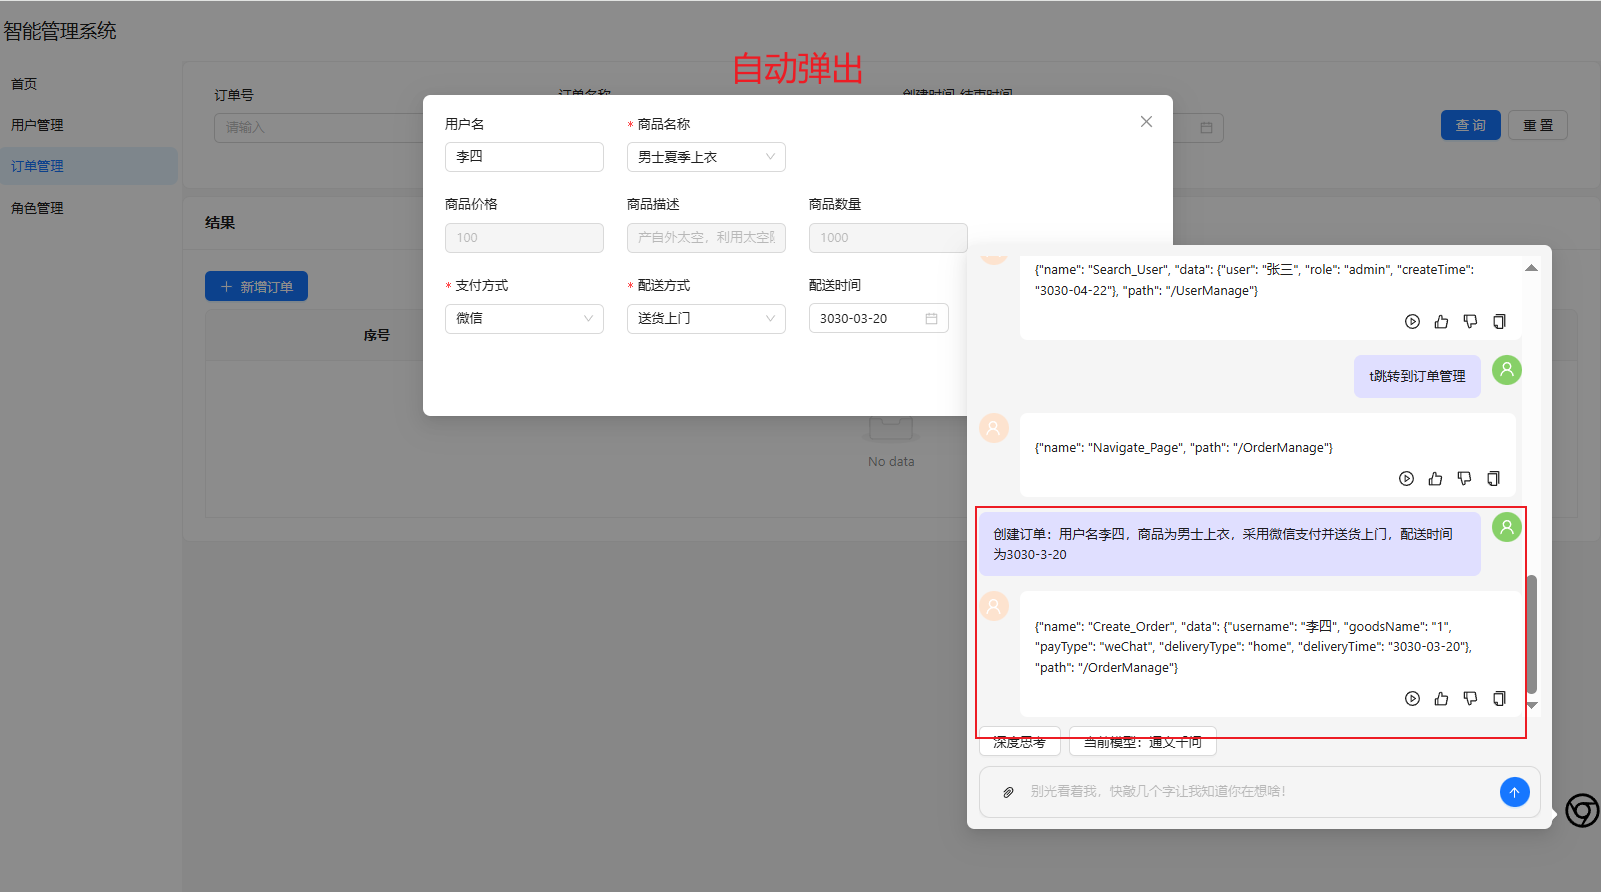 智能管理系统
首页
用户管理
订单管理
角色管理
自动弹出
订单号
订单名称
创建时间-结束时间
请输入
查 询
重 置
结果
新增订单
序号
No data
用户名
* 商品名称
李四
男士夏季上衣
商品价格
商品描述
商品数量
100
产自外太空，利用太空陨
1000
* 支付方式
* 配送方式
配送时间
微信
送货上门
3030-03-20
{"name": "Search_User", "data": {"user": "张三", "role": "admin", "createTime":
"3030-04-22"}, "path": "/UserManage"}
t跳转到订单管理
{"name": "Navigate_Page", "path": "/OrderManage"}
创建订单：用户名李四，商品为男士上衣，采用微信支付并送货上门，配送时间
为3030-3-20
{"name": "Create_Order", "data": {"username": "李四", "goodsName": "1",
"payType": "weChat", "deliveryType": "home", "deliveryTime": "3030-03-20"},
"path": "/OrderManage"}
深度思考
当前模型：通义千问
别光看着我，快敲几个字让我知道你在想啥！